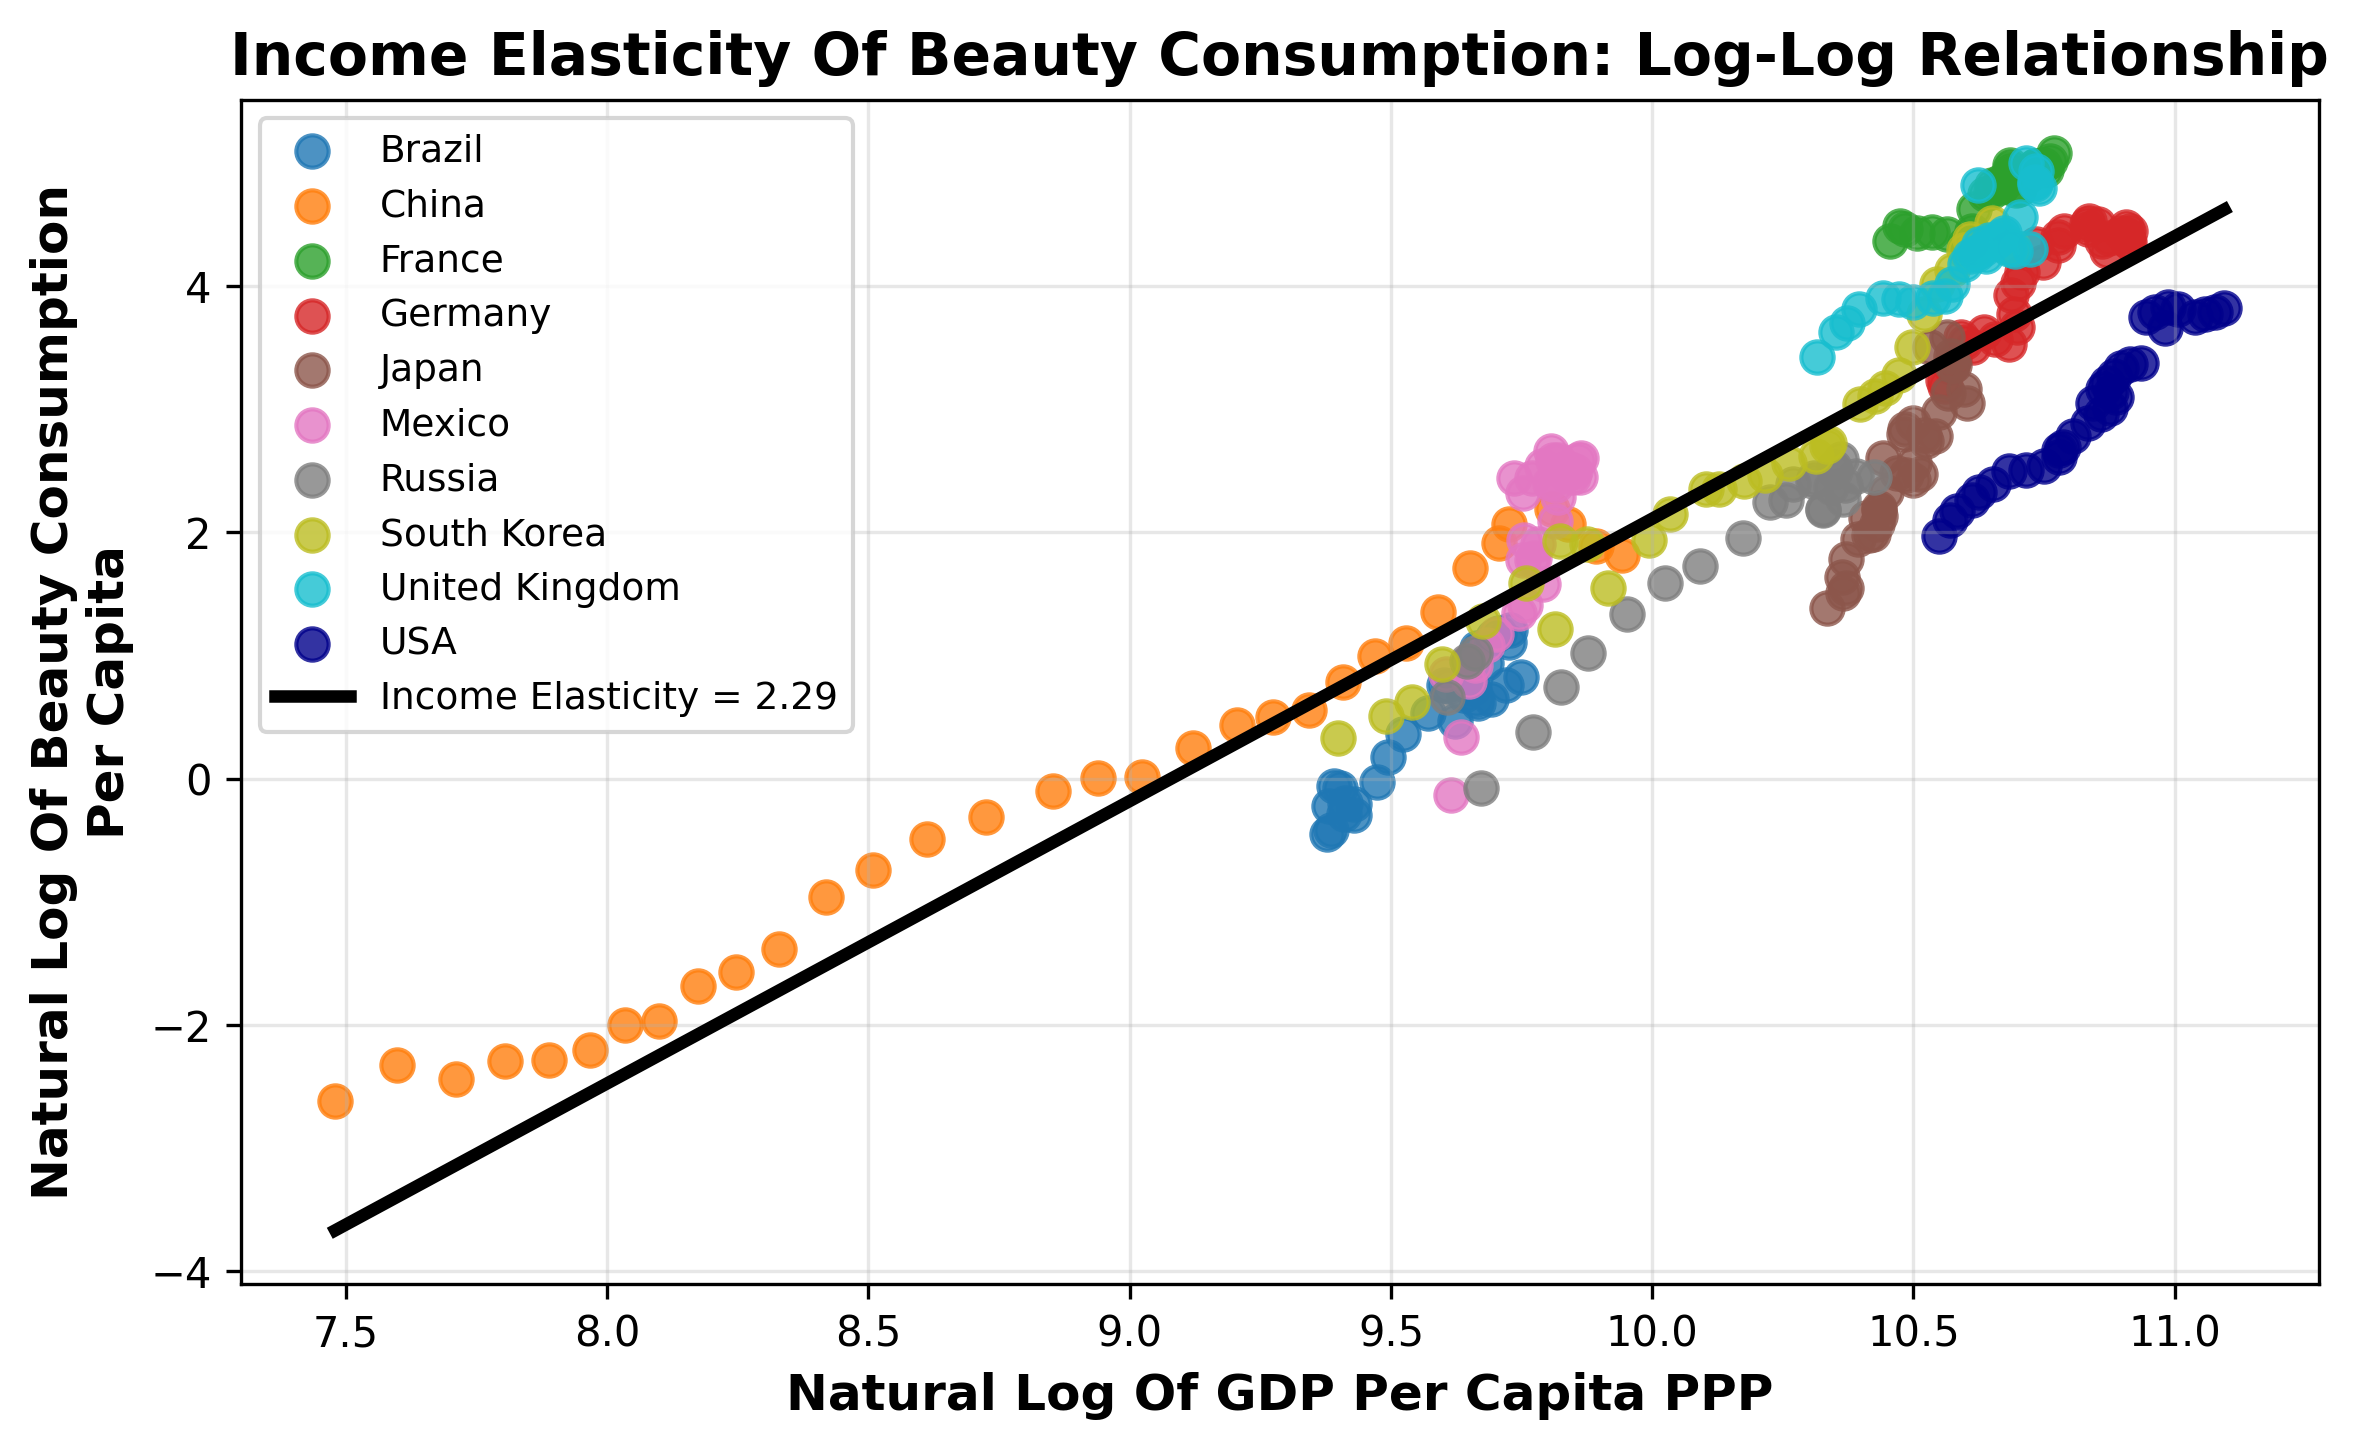 Income Elasticity Of Beauty Consumption: Log-Log Relationship
Natural Log Of Beauty Consumption
Per Capita
Brazil
China
France
Germany
Japan
Mexico
Russia
South Korea
United Kingdom
USA
Income Elasticity = 2.29
4
2
0
−2
−4
7.5
8.0
8.5
9.0
9.5
10.0
10.5
11.0
Natural Log Of GDP Per Capita PPP